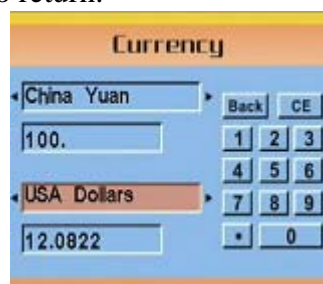 o return.
Currency
China Yuan
Back CE
100.
1 2 3
4 5 6
USA Dollars
7 8 9
12.0822
. 0